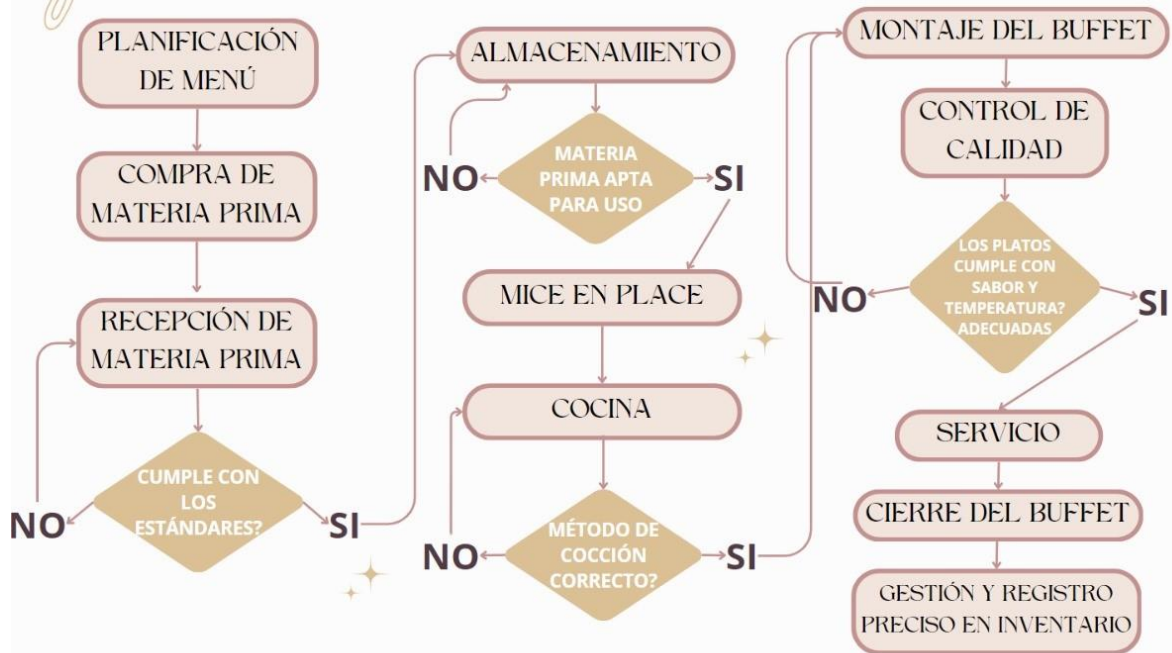 PLANIFICACIÓN
DE MENÚ
COMPRA DE
MATERIA PRIMA
RECEPCIÓN DE
MATERIA PRIMA
CUMPLE CON
LOS
ESTÁNDARES?
NO
SI
ALMACENAMIENTO
MATERIA
PRIMA APTA
PARA USO
NO
SI
MICE EN PLACE
COCINA
MÉTODO DE
COCCIÓN
CORRECTO?
NO
SI
MONTAJE DEL BUFFET
CONTROL DE
CALIDAD
LOS PLATOS
CUMPLE CON
SABOR Y
TEMPERATURA?
ADECUADAS
NO
SI
SERVICIO
CIERRE DEL BUFFET
GESTIÓN Y REGISTRO
PRECISO EN INVENTARIO